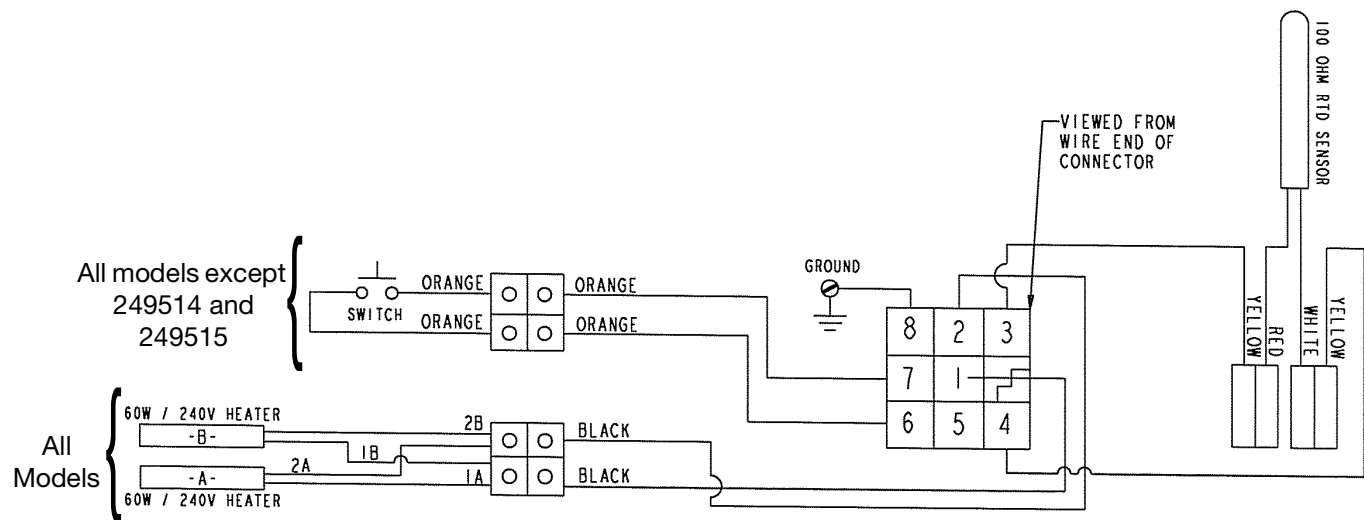 100 OHM RTD SENSOR
VIEWED FROM
WIRE END OF
CONNECTOR
All models except
249514 and
249515
SWITCH
ORANGE
ORANGE
ORANGE
ORANGE
GROUND
8 2 3
7 1
6 5 4
YELLOW
RED
WHITE
YELLOW
All
Models
60W / 240V HEATER
-B-
2B
1B
2A
-A-
1A
60W / 240V HEATER
BLACK
BLACK